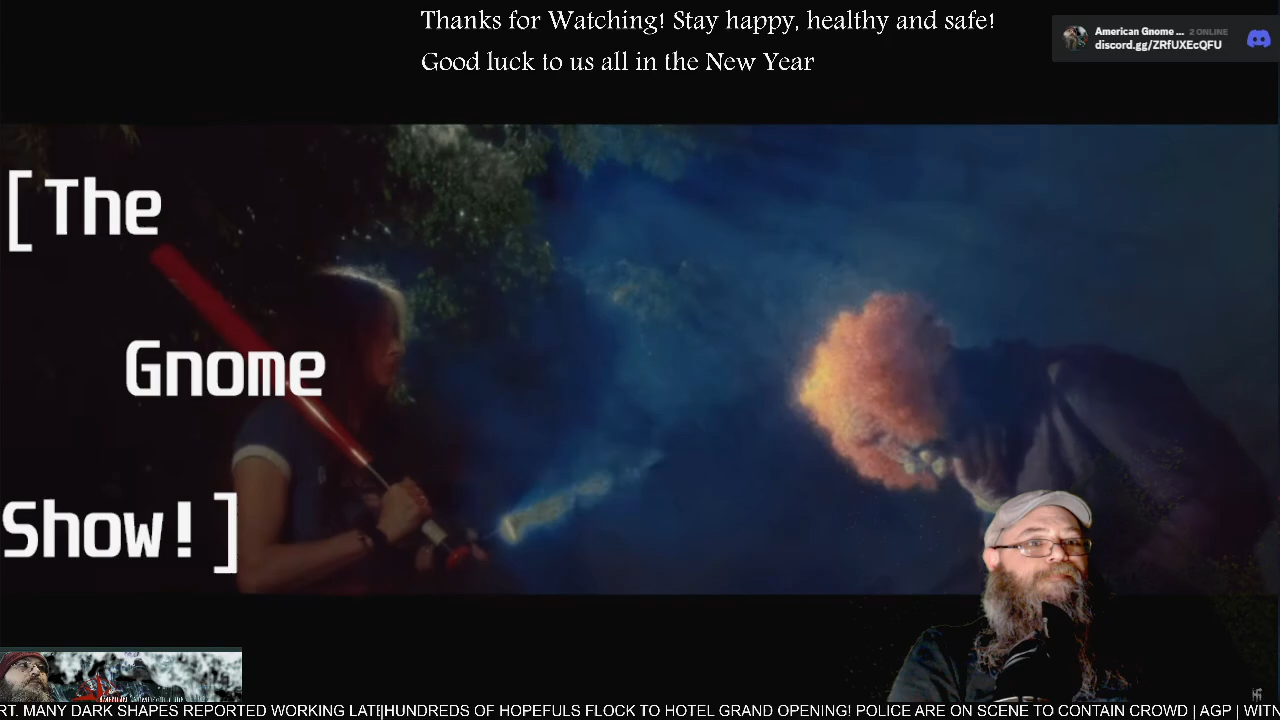 Thanks for Watching! Stay happy, healthy and safe!
Good luck to us all in the New Year
American Gnome ... 2 ONLINE
discord.gg/ZRfUXEcQFU
[The
Gnome
Show!]
RT. MANY DARK SHAPES REPORTED WORKING LATE|HUNDREDS OF HOPEFULS FLOCK TO HOTEL GRAND OPENING! POLICE ARE ON SCENE TO CONTAIN CROWD | AGP | WITN